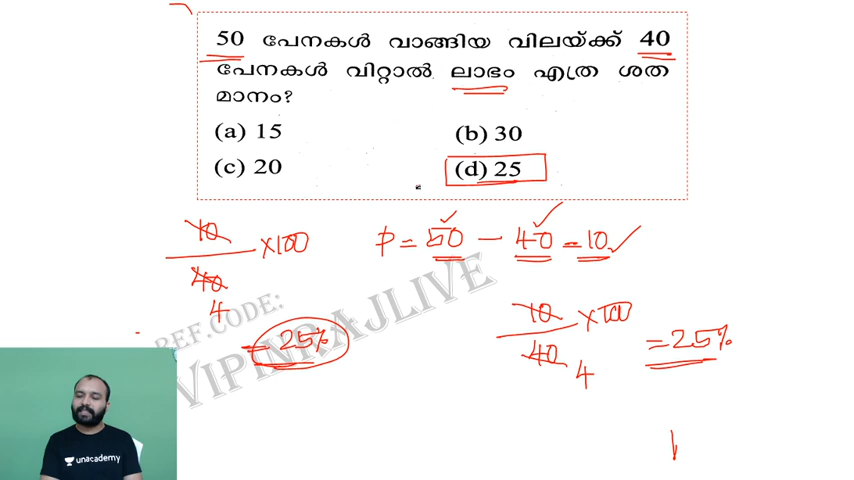 50 പേനകൾ വാങ്ങിയ വിലയ്ക്ക് 40
പേനകൾ വിറ്റാൽ ലാഭം എത്ര ശത
മാനം?
(a) 15 (b) 30
(c) 20 (d) 25
10/40 ×100
4
= 25%
P = 50 - 40 = 10
10/40 ×100
4
= 25%
REF.CODE:
VIPINRAJLIVE
unacademy